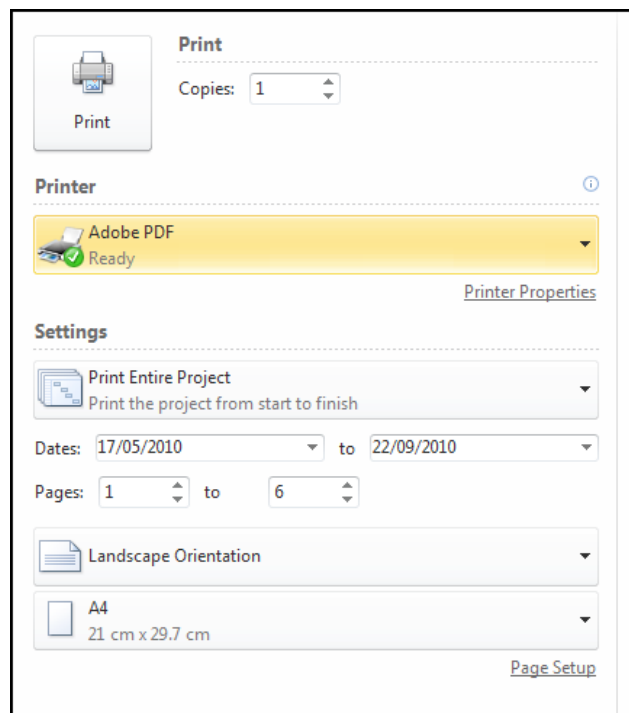 Print
Copies: 1
Print
Printer
Adobe PDF
Ready
Printer Properties
Settings
Print Entire Project
Print the project from start to finish
Dates: 17/05/2010 to 22/09/2010
Pages: 1 to 6
Landscape Orientation
A4
21 cm x 29.7 cm
Page Setup